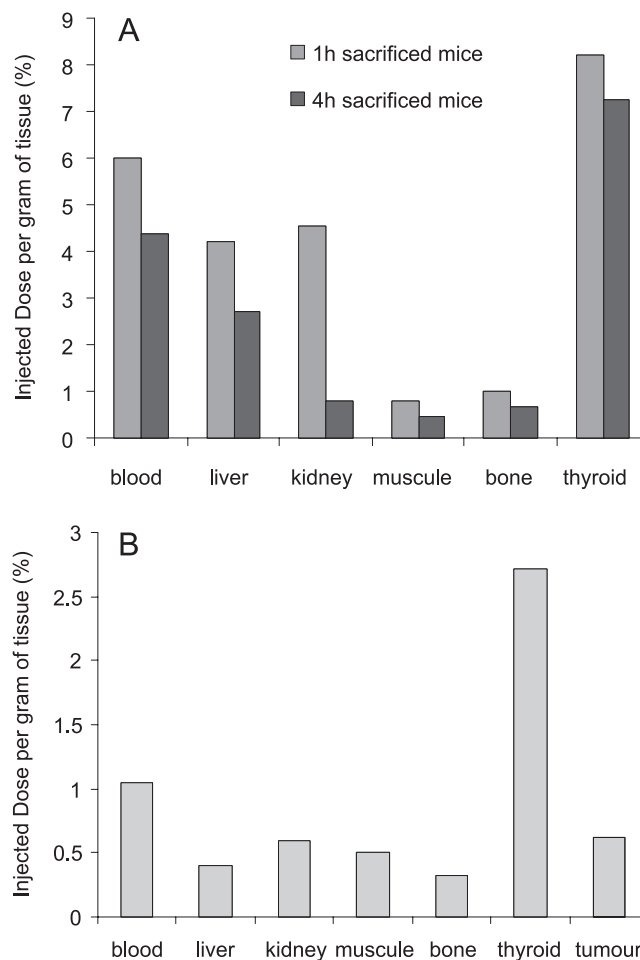 A
1h sacrificed mice
4h sacrificed mice
Injected Dose per gram of tissue (%)
9
8
7
6
5
4
3
2
1
0
blood liver kidney muscule bone thyroid
B
Injected Dose per gram of tissue (%)
3
2.5
2
1.5
1
0.5
0
blood liver kidney muscule bone thyroid tumour